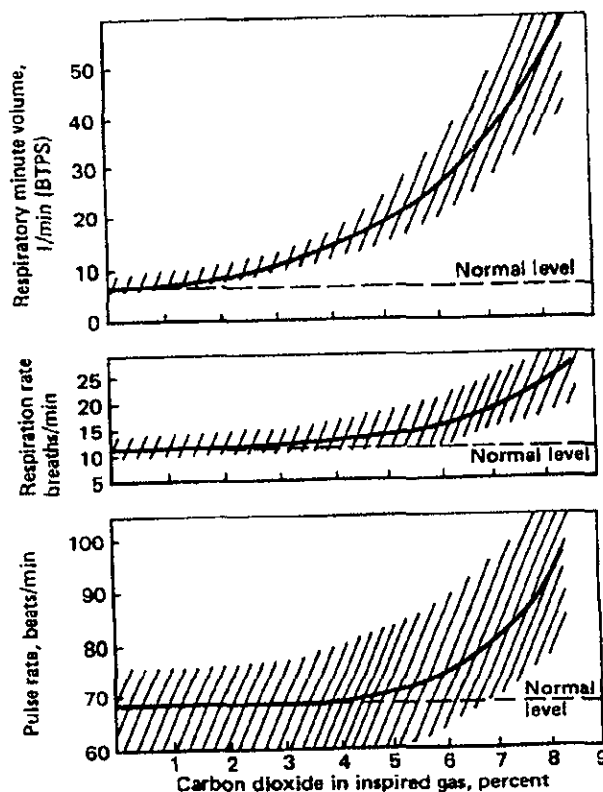 Respiratory minute volume,
l/min (BTPS)
50
40
30
20
10
0
Normal level
Respiration rate
breaths/min
25
20
15
10
5
Normal level
Pulse rate, beats/min
100
90
80
70
60
Normal
level
1 2 3 4 5 6 7 8 9
Carbon dioxide in inspired gas, percent